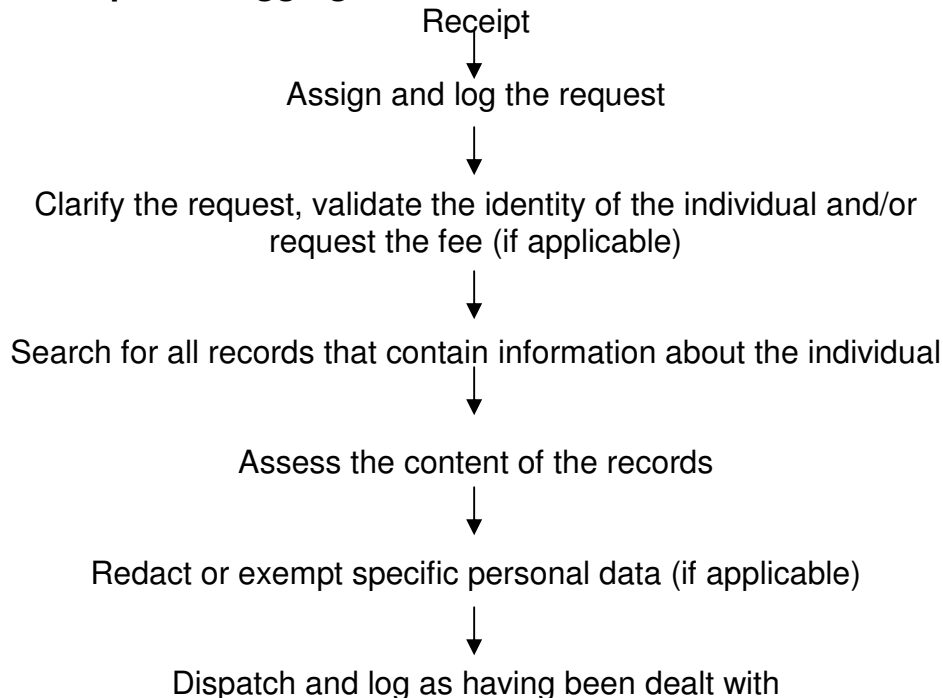 Receipt
Assign and log the request
Clarify the request, validate the identity of the individual and/or
request the fee (if applicable)
Search for all records that contain information about the individual
Assess the content of the records
Redact or exempt specific personal data (if applicable)
Dispatch and log as having been dealt with